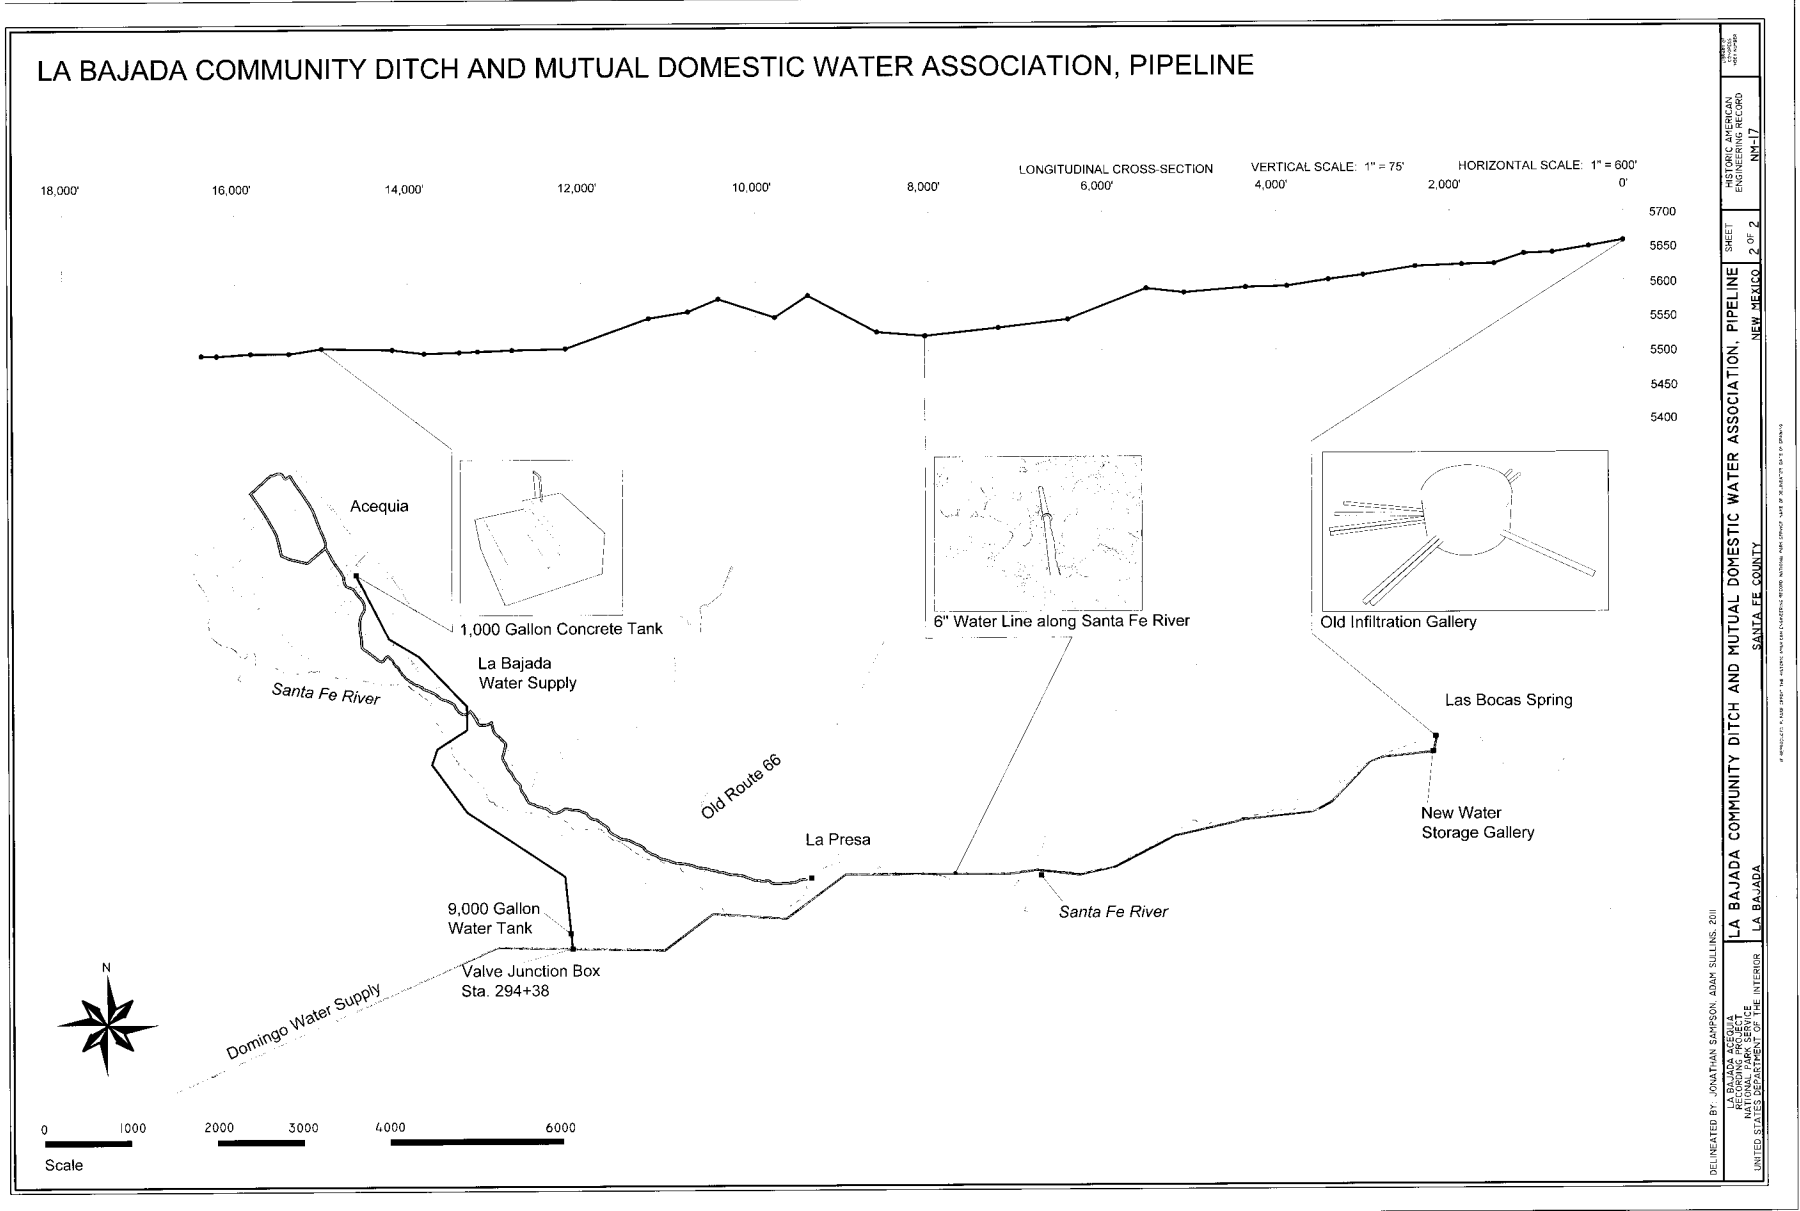 LA BAJADA COMMUNITY DITCH AND MUTUAL DOMESTIC WATER ASSOCIATION, PIPELINE
LONGITUDINAL CROSS-SECTION VERTICAL SCALE: 1" = 75' HORIZONTAL SCALE: 1" = 600'
18,000' 16,000' 14,000' 12,000' 10,000' 8,000' 6,000' 4,000' 2,000' 0'
5700
5650
5600
5550
5500
5450
5400
Acequia
1,000 Gallon Concrete Tank
6" Water Line along Santa Fe River
Old Infiltration Gallery
La Bajada
Water Supply
Santa Fe River
Las Bocas Spring
Old Route 66
New Water
Storage Gallery
La Presa
9,000 Gallon
Water Tank
Santa Fe River
Valve Junction Box
Sta. 294+38
N
Domingo Water Supply
0 1000 2000 3000 4000 6000
Scale
HISTORIC AMERICAN
ENGINEERING RECORD
NM-17
SHEET
2 OF 2
LA BAJADA COMMUNITY DITCH AND MUTUAL DOMESTIC WATER ASSOCIATION, PIPELINE
LA BAJADA SANTA FE COUNTY NEW MEXICO
DELINEATED BY: JONATHAN SAMPSON, ADAM SULLINS, 2011
LA BAJADA ACEQUIA
RECORDING PROJECT
NATIONAL PARK SERVICE
UNITED STATES DEPARTMENT OF THE INTERIOR